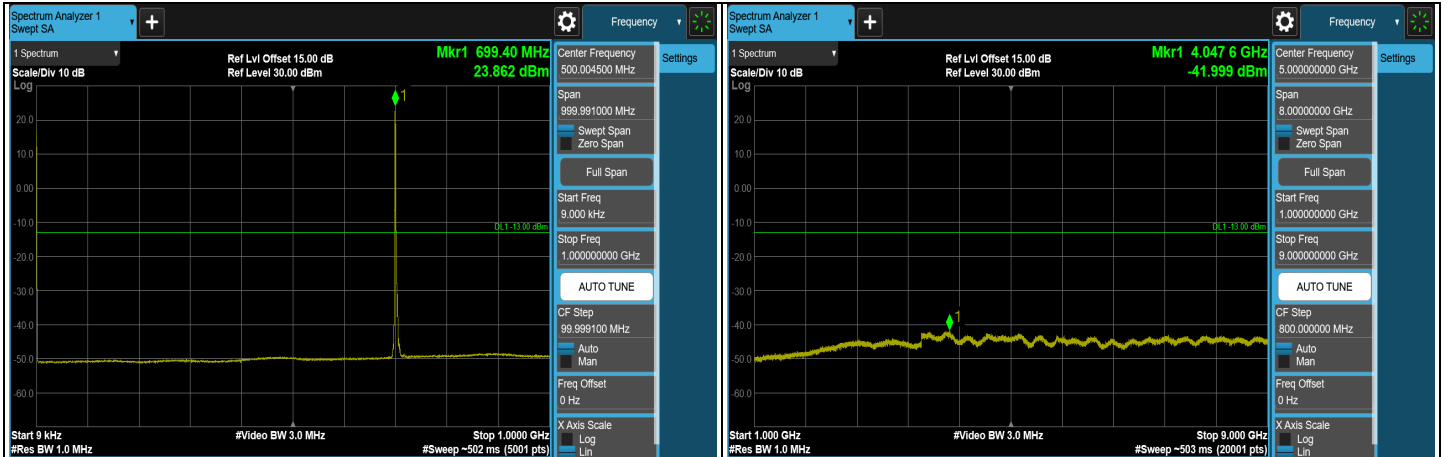 Spectrum Analyzer 1
Swept SA
+
Frequency
1 Spectrum
Scale/Div 10 dB
Log
Ref Lvl Offset 15.00 dB
Ref Level 30.00 dBm
Mkr1 699.40 MHz
23.862 dBm
1
20.0
10.0
0.00
-10.0
-20.0
-30.0
-40.0
-50.0
-60.0
DL1 -13.00 dBm
Start 9 kHz
#Res BW 1.0 MHz
#Video BW 3.0 MHz
Stop 1.0000 GHz
#Sweep ~502 ms (5001 pts)
Center Frequency
500.004500 MHz
Settings
Span
999.991000 MHz
Swept Span
Zero Span
Full Span
Start Freq
9.000 kHz
Stop Freq
1.000000000 GHz
AUTO TUNE
CF Step
99.999100 MHz
Auto
Man
Freq Offset
0 Hz
X Axis Scale
Log
Lin
Spectrum Analyzer 1
Swept SA
+
Frequency
1 Spectrum
Scale/Div 10 dB
Log
Ref Lvl Offset 15.00 dB
Ref Level 30.00 dBm
Mkr1 4.047 6 GHz
-41.999 dBm
1
20.0
10.0
0.00
-10.0
-20.0
-30.0
-40.0
-50.0
-60.0
DL1 -13.00 dBm
Start 1.000 GHz
#Res BW 1.0 MHz
#Video BW 3.0 MHz
Stop 9.000 GHz
#Sweep ~503 ms (20001 pts)
Center Frequency
5.000000000 GHz
Settings
Span
8.00000000 GHz
Swept Span
Zero Span
Full Span
Start Freq
1.000000000 GHz
Stop Freq
9.000000000 GHz
AUTO TUNE
CF Step
800.000000 MHz
Auto
Man
Freq Offset
0 Hz
X Axis Scale
Log
Lin